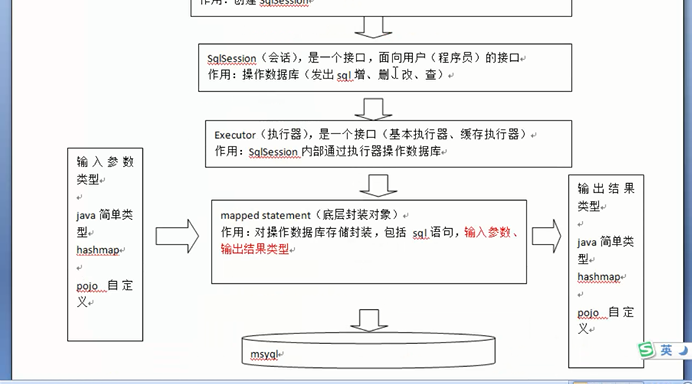 作用：创建 SqlSession
SqlSession（会话），是一个接口，面向用户（程序员）的接口
作用：操作数据库（发出 sql 增、删、改、查）
Executor（执行器），是一个接口（基本执行器、缓存执行器）
作用：SqlSession 内部通过执行器操作数据库
输入参数
类型
java 简单类
型
hashmap
pojo 自定
义
mapped statement（底层封装对象）
作用：对操作数据库存储封装，包括 sql 语句，输入参数、
输出结果类型
输出结果
类型
java 简单类
型
hashmap
pojo 自定
义
msyql
英